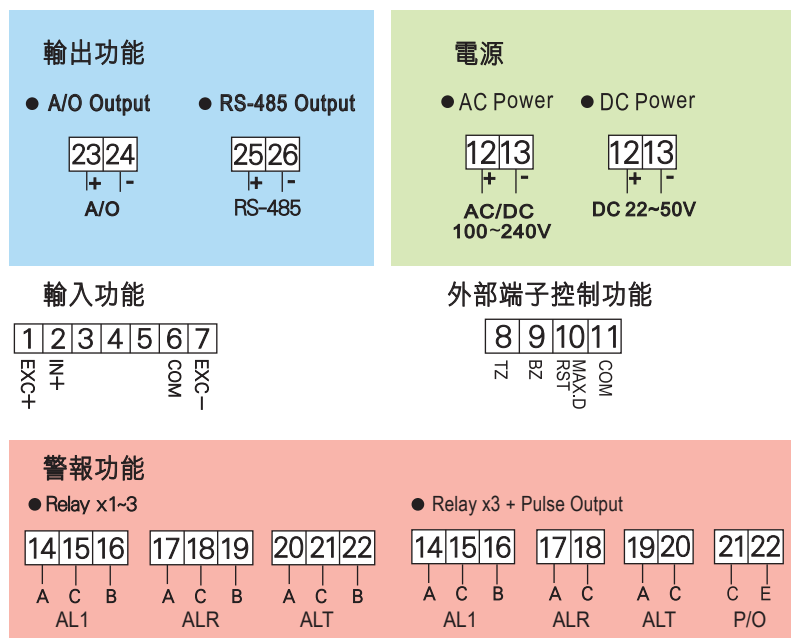 輸出功能
● A/O Output ● RS-485 Output
23 24 25 26
+ - + -
A/O RS-485
電源
● AC Power ● DC Power
12 13 12 13
+ - + -
AC/DC DC 22~50V
100~240V
輸入功能
1 2 3 4 5 6 7
EXC+ IN+ COM EXC-
外部端子控制功能
8 9 10 11
TZ BZ RST MAX.D COM
警報功能
● Relay x1~3
14 15 16 17 18 19 20 21 22
A C B A C B A C B
AL1 ALR ALT
● Relay x3 + Pulse Output
14 15 16 17 18 19 20 21 22
A C B A C A C C E
AL1 ALR ALT P/O